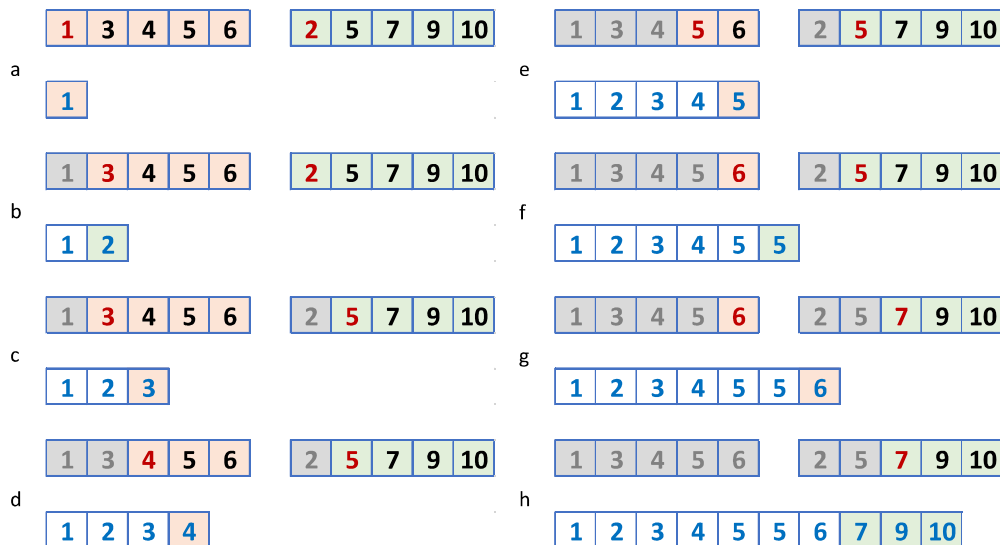 1 3 4 5 6 2 5 7 9 10
a
1
1 3 4 5 6 2 5 7 9 10
b
1 2
1 3 4 5 6 2 5 7 9 10
c
1 2 3
1 3 4 5 6 2 5 7 9 10
d
1 2 3 4
1 3 4 5 6 2 5 7 9 10
e
1 2 3 4 5
1 3 4 5 6 2 5 7 9 10
f
1 2 3 4 5 5
1 3 4 5 6 2 5 7 9 10
g
1 2 3 4 5 5 6
1 3 4 5 6 2 5 7 9 10
h
1 2 3 4 5 5 6 7 9 10